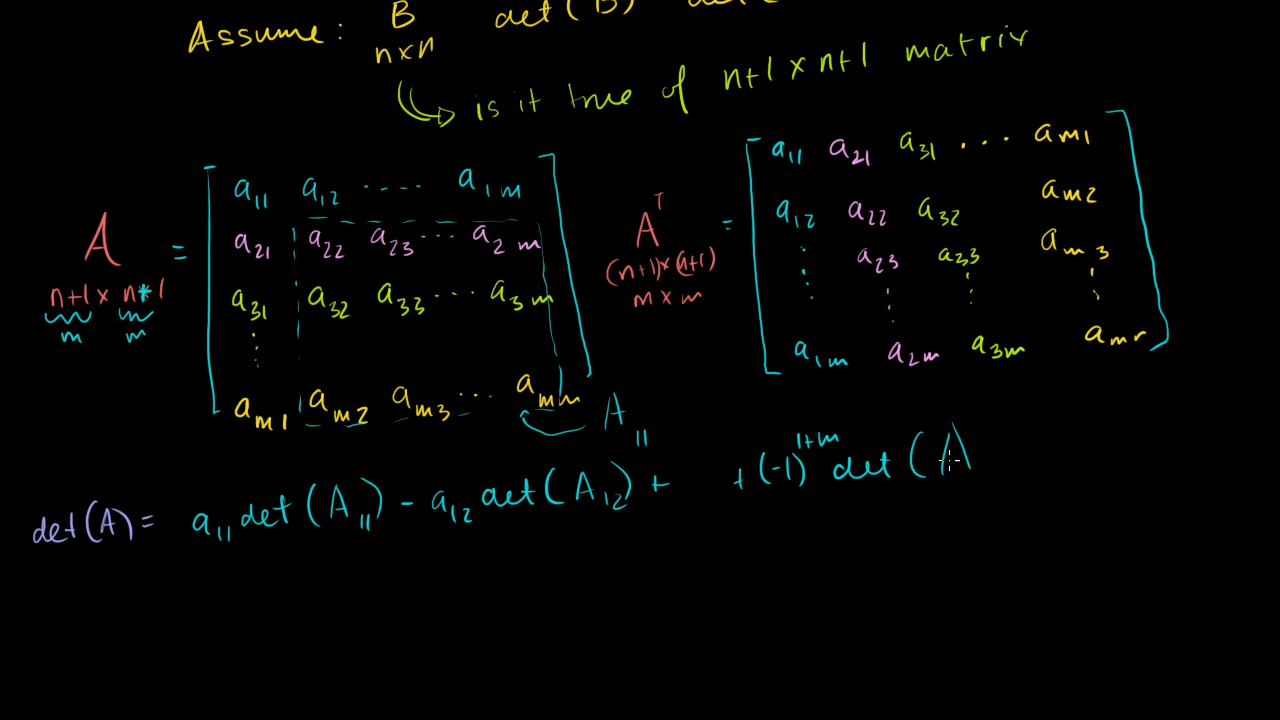 Assume: B det(B) det
n×n
is it true of n+1 × n+1 matrix
A = [ a11 a12 .... a1m
a21 a22 a23 ... a2m
a31 a32 a33 ... a3m
⋮
am1 am2 am3 ... amm ]
n+1 × n+1
m m
A11
A^T = [ a11 a21 a31 ... am1
a12 a22 a32 am2
⋮ a23 a33 am3
⋮ ⋮ ⋮
a1m a2m a3m amr ]
(n+1)×(n+1)
m × m
det(A) = a11 det(A11) - a12 det(A12) + + (-1)^1+m det(A